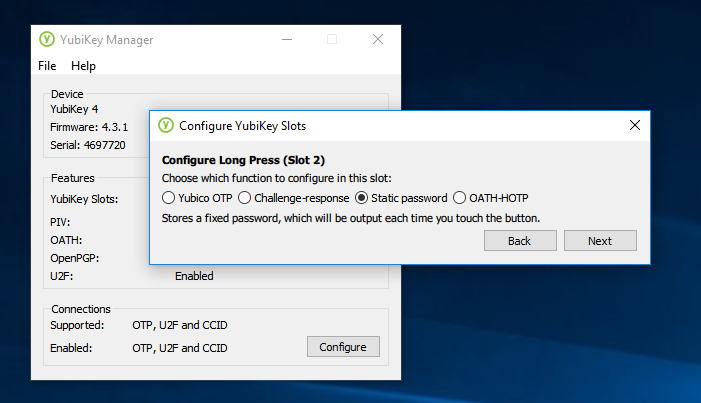 YubiKey Manager
File Help
Device
YubiKey 4
Firmware: 4.3.1
Serial: 4697720
Features
YubiKey Slots:
PIV:
OATH:
OpenPGP:
U2F: Enabled
Connections
Supported: OTP, U2F and CCID
Enabled: OTP, U2F and CCID
Configure
Configure YubiKey Slots
Configure Long Press (Slot 2)
Choose which function to configure in this slot:
Yubico OTP Challenge-response Static password OATH-HOTP
Stores a fixed password, which will be output each time you touch the button.
Back Next